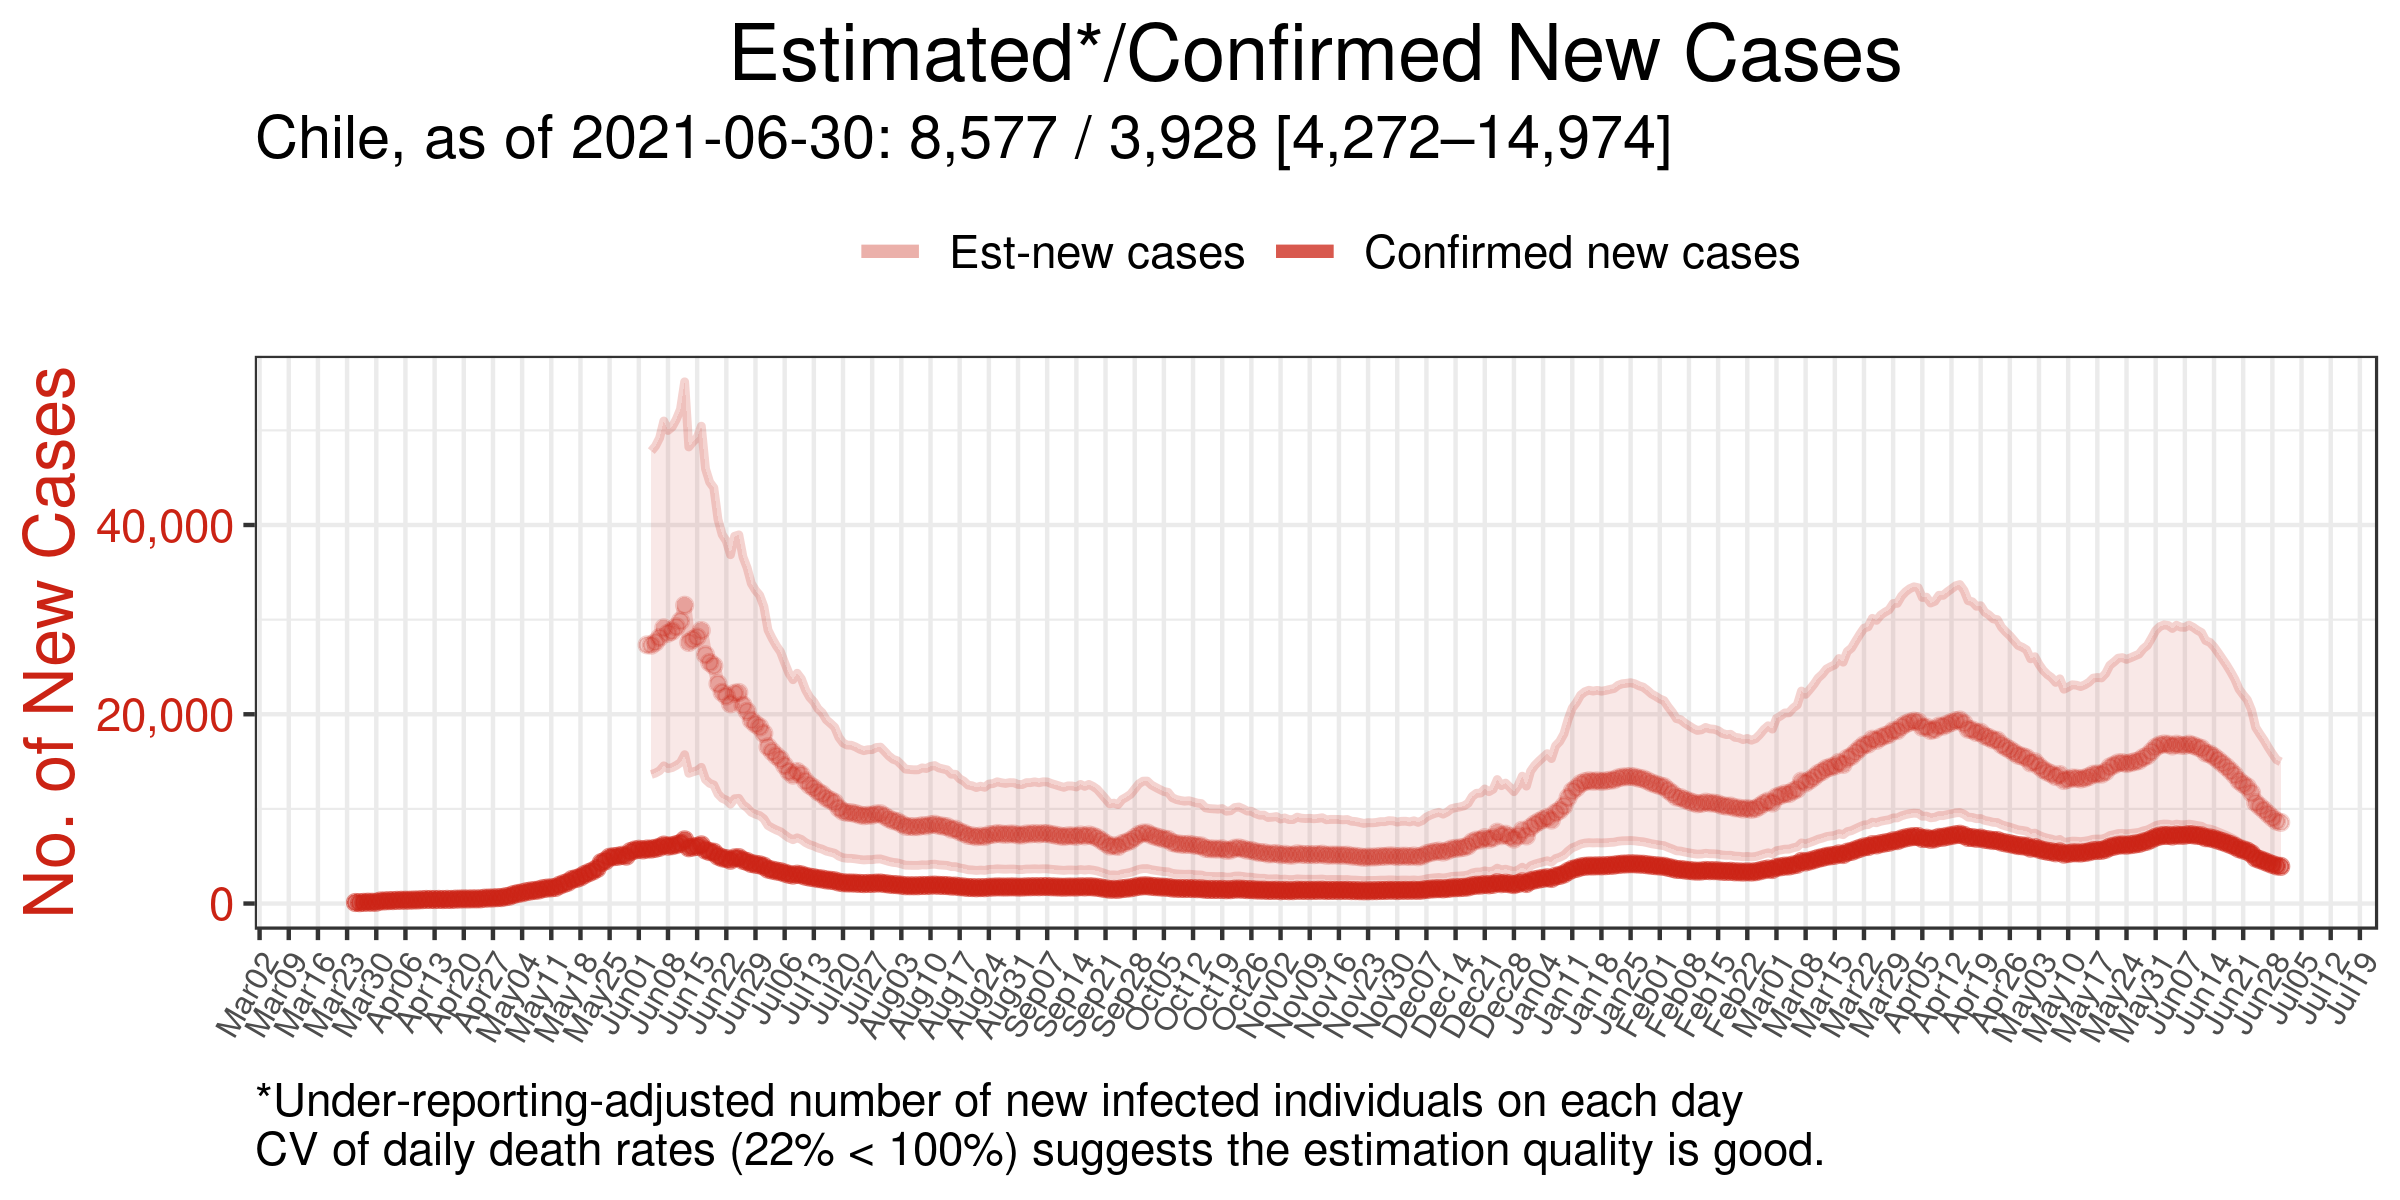 Estimated*/Confirmed New Cases
Chile, as of 2021-06-30: 8,577 / 3,928 [4,272–14,974]
Est-new cases
Confirmed new cases
No. of New Cases
40,000
20,000
0
Mar02
Mar09
Mar16
Mar23
Mar30
Apr06
Apr13
Apr20
Apr27
May04
May11
May18
May25
Jun01
Jun08
Jun15
Jun22
Jun29
Jul06
Jul13
Jul20
Jul27
Aug03
Aug10
Aug17
Aug24
Aug31
Sep07
Sep14
Sep21
Sep28
Oct05
Oct12
Oct19
Oct26
Nov02
Nov09
Nov16
Nov23
Nov30
Dec07
Dec14
Dec21
Dec28
Jan04
Jan11
Jan18
Jan25
Feb01
Feb08
Feb15
Feb22
Mar01
Mar08
Mar15
Mar22
Mar29
Apr05
Apr12
Apr19
Apr26
May03
May10
May17
May24
May31
Jun07
Jun14
Jun21
Jun28
Jul05
Jul12
Jul19
*Under-reporting-adjusted number of new infected individuals on each day
CV of daily death rates (22% < 100%) suggests the estimation quality is good.